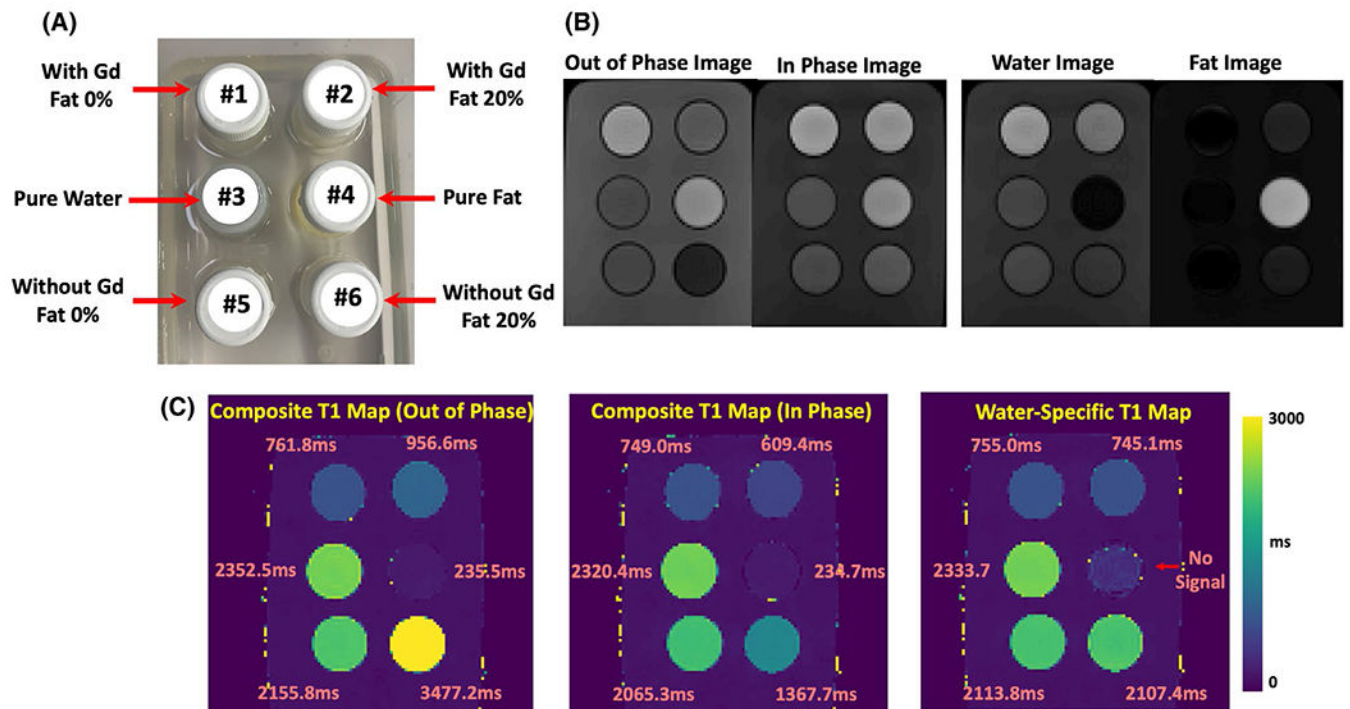 (A)
With Gd
Fat 0%
#1
#2
With Gd
Fat 20%
Pure Water
#3
#4
Pure Fat
Without Gd
Fat 0%
#5
#6
Without Gd
Fat 20%
(B)
Out of Phase Image
In Phase Image
Water Image
Fat Image
(C)
Composite T1 Map (Out of Phase)
761.8ms
956.6ms
2352.5ms
235.5ms
2155.8ms
3477.2ms
Composite T1 Map (In Phase)
749.0ms
609.4ms
2320.4ms
234.7ms
2065.3ms
1367.7ms
Water-Specific T1 Map
755.0ms
745.1ms
2333.7
No
Signal
2113.8ms
2107.4ms
3000
ms
0